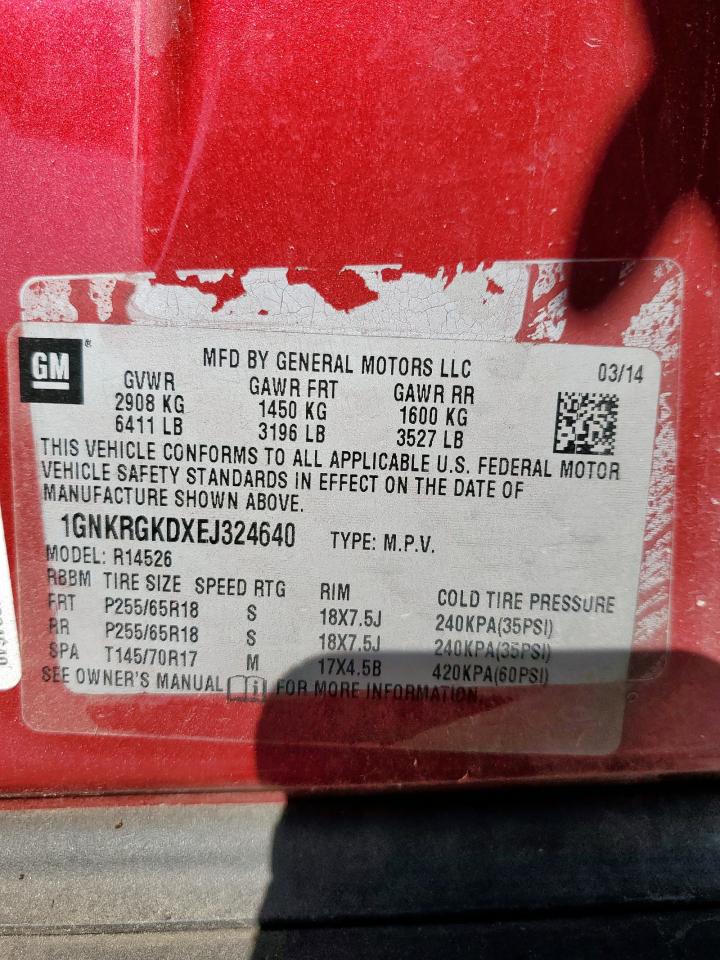 GM ®
MFD BY GENERAL MOTORS LLC 03/14
GVWR GAWR FRT GAWR RR
2908 KG 1450 KG 1600 KG
6411 LB 3196 LB 3527 LB
THIS VEHICLE CONFORMS TO ALL APPLICABLE U.S. FEDERAL MOTOR
VEHICLE SAFETY STANDARDS IN EFFECT ON THE DATE OF
MANUFACTURE SHOWN ABOVE.
1GNKRGKDXEJ324640 TYPE: M.P.V.
MODEL: R14526
RBBM TIRE SIZE SPEED RTG RIM COLD TIRE PRESSURE
FRT P255/65R18 S 18X7.5J 240KPA(35PSI)
RR P255/65R18 S 18X7.5J 240KPA(35PSI)
SPA T145/70R17 M 17X4.5B 420KPA(60PSI)
SEE OWNER'S MANUAL FOR MORE INFORMATION.